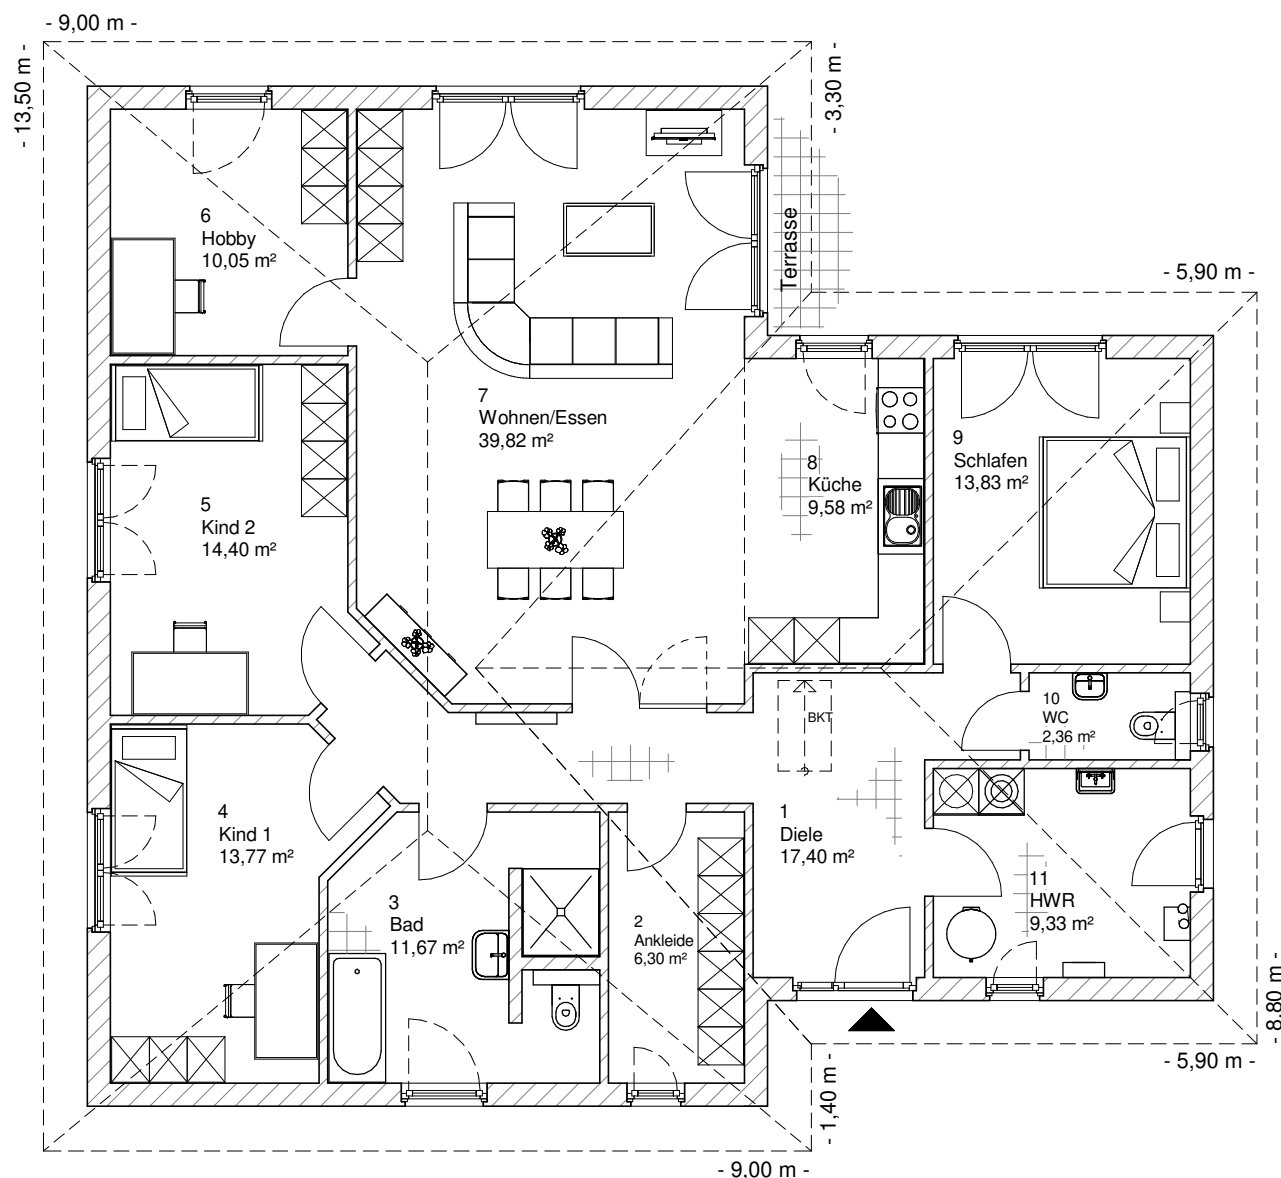 - 9,00 m -
- 13,50 m -
- 3,30 m -
6
Hobby
10,05 m²
Terrasse
- 5,90 m -
7
Wohnen/Essen
39,82 m²
8
Küche
9,58 m²
9
Schlafen
13,83 m²
5
Kind 2
14,40 m²
10
WC
2,36 m²
BKT
4
Kind 1
13,77 m²
1
Diele
17,40 m²
3
Bad
11,67 m²
2
Ankleide
6,30 m²
11
HWR
9,33 m²
- 8,80 m -
- 5,90 m -
- 1,40 m -
- 9,00 m -